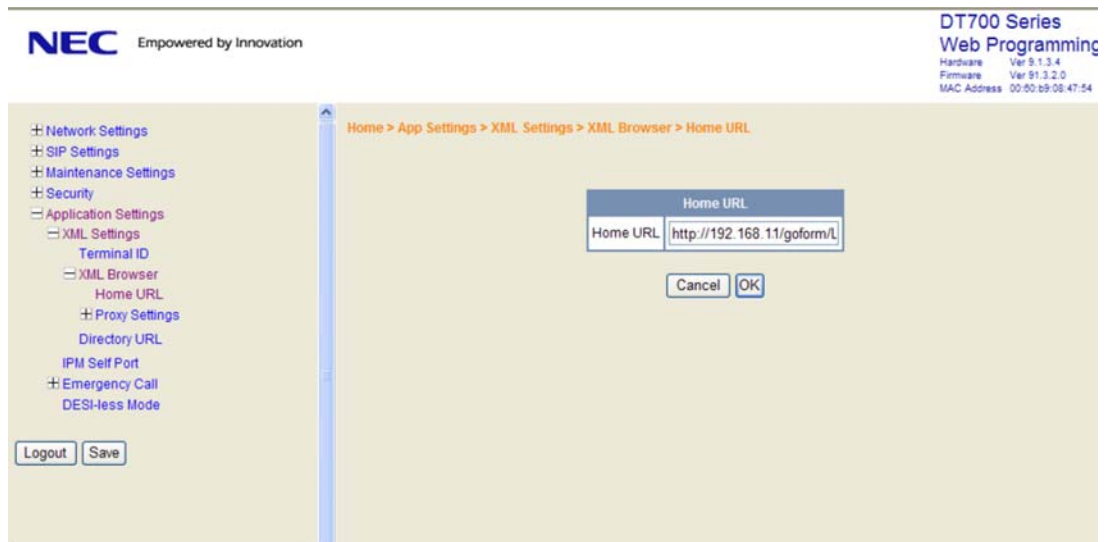 NEC Empowered by Innovation
DT700 Series
Web Programming
Hardware Ver 9.1.3.4
Firmware Ver 91.3.2.0
MAC Address 00:60:b9:08:47:54
Network Settings
SIP Settings
Maintenance Settings
Security
Application Settings
XML Settings
Terminal ID
XML Browser
Home URL
Proxy Settings
Directory URL
IPM Self Port
Emergency Call
DESI-less Mode
Logout Save
Home > App Settings > XML Settings > XML Browser > Home URL
Home URL
Home URL http://192.168.11/goform/L
Cancel OK